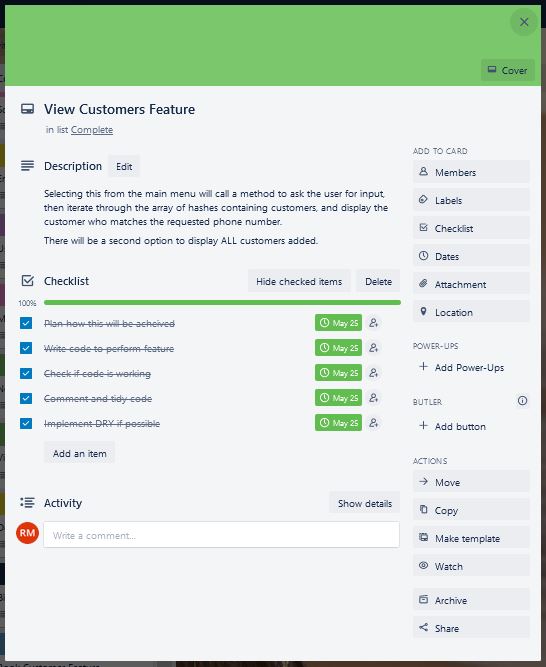 Cover
View Customers Feature
in list Complete
ADD TO CARD
Description Edit
Members
Selecting this from the main menu will call a method to ask the user for input,
then iterate through the array of hashes containing customers, and display the
customer who matches the requested phone number.
There will be a second option to display ALL customers added.
Labels
Checklist
Dates
Attachment
Location
Checklist Hide checked items Delete
100%
Plan how this will be acheived May 25
Write code to perform feature May 25
Check if code is working May 25
Comment and tidy code May 25
Implement DRY if possible May 25
Add an item
POWER-UPS
Add Power-Ups
BUTLER
Add button
ACTIONS
Move
Copy
Make template
Watch
Archive
Share
Activity Show details
RM Write a comment...